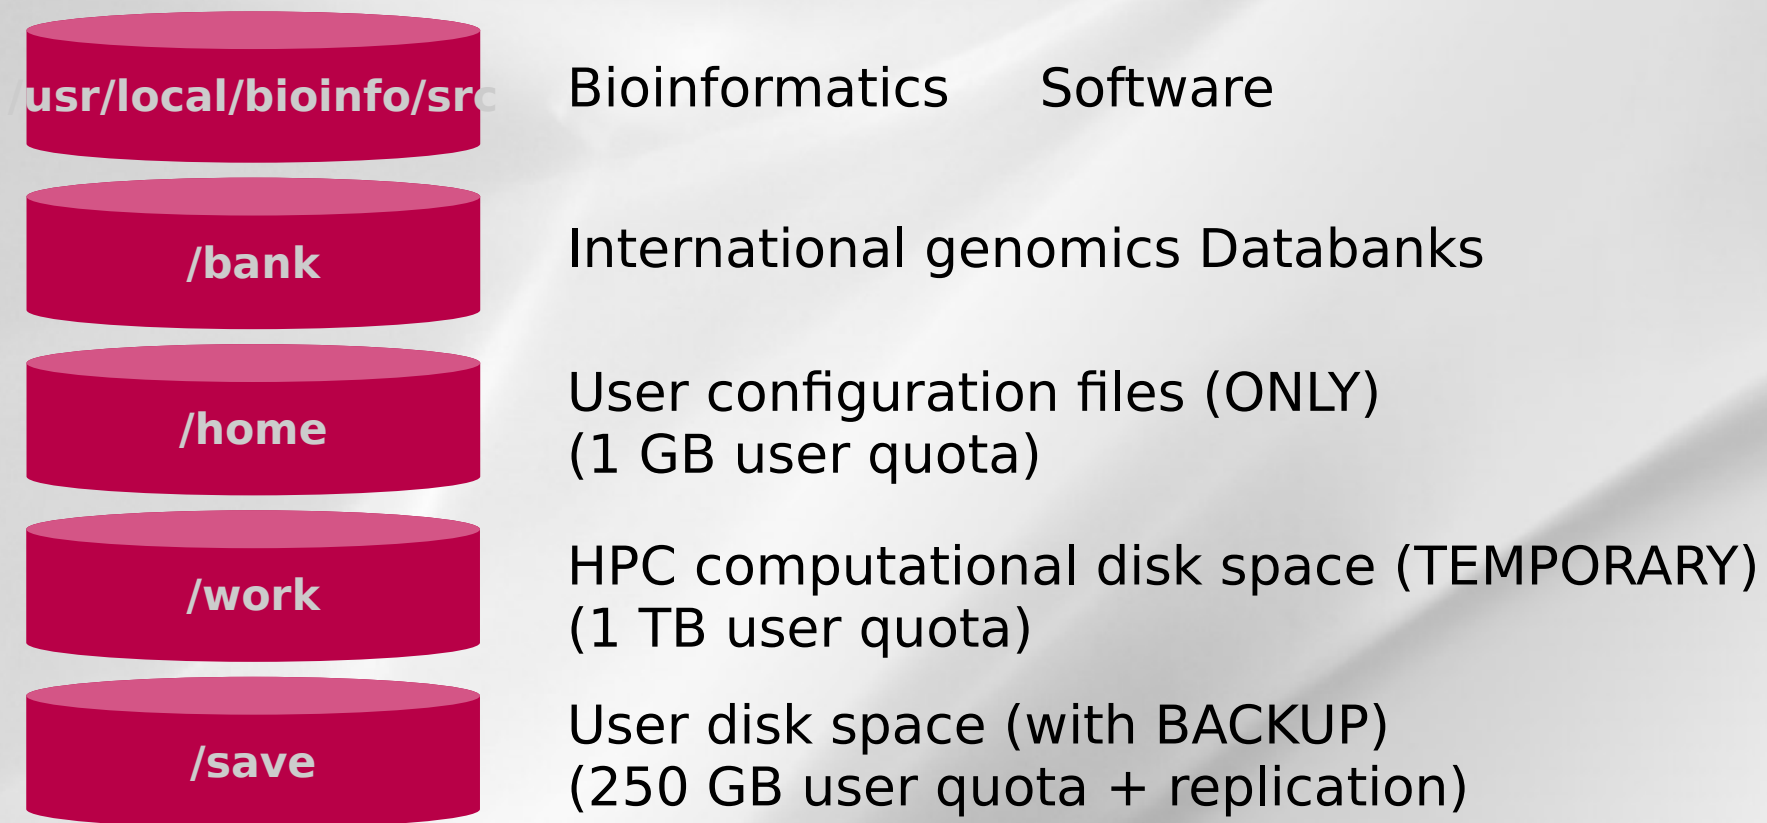 /usr/local/bioinfo/src
Bioinformatics Software
/bank
International genomics Databanks
/home
User configuration files (ONLY)
(1 GB user quota)
/work
HPC computational disk space (TEMPORARY)
(1 TB user quota)
/save
User disk space (with BACKUP)
(250 GB user quota + replication)